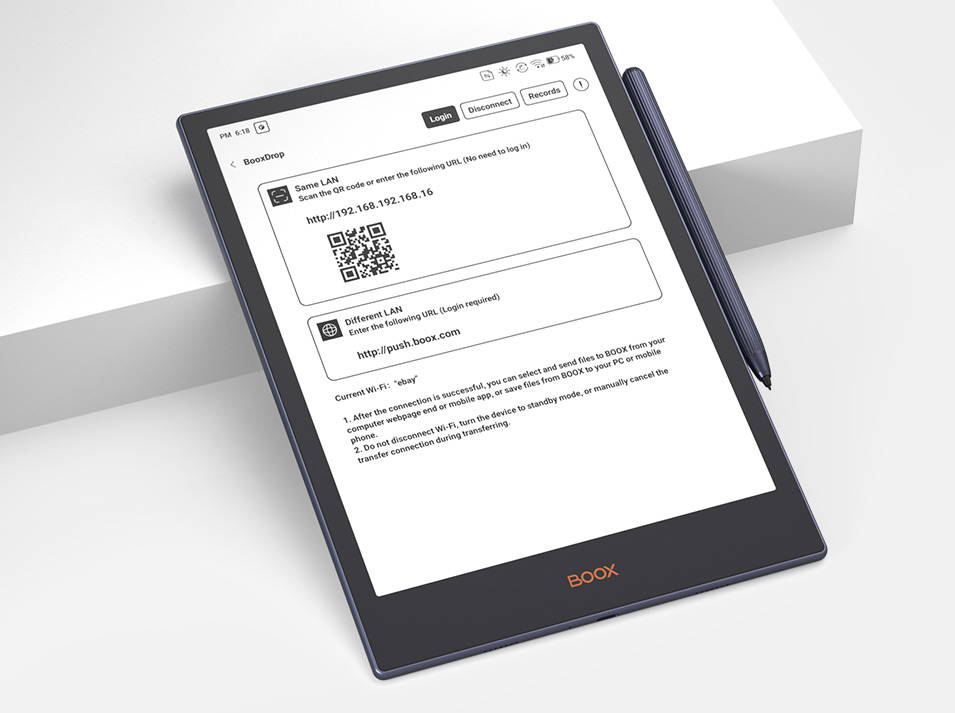 PM 6:18
58%
BooxDrop
Login
Disconnect
Records
Same LAN
Scan the QR code or enter the following URL (No need to log in)
http://192.168.192.168.16
Different LAN
Enter the following URL (Login required)
http://push.boox.com
Current Wi-Fi: "ebay"
1. After the connection is successful, you can select and send files to BOOX from your
computer webpage end or mobile app, or save files from BOOX to your PC or mobile
phone.
2. Do not disconnect Wi-Fi, turn the device to standby mode, or manually cancel the
transfer connection during transferring.
BOOX